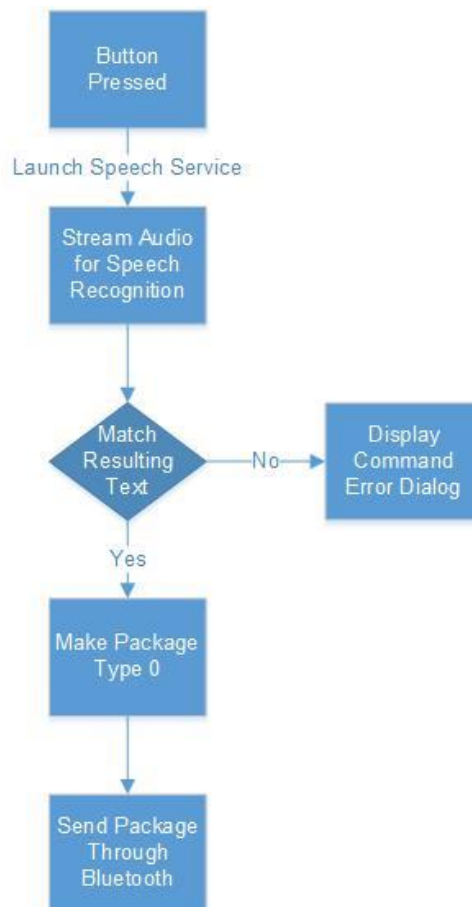 Button
Pressed
Launch Speech Service
Stream Audio
for Speech
Recognition
Match
Resulting
Text
No
Display
Command
Error Dialog
Yes
Make Package
Type 0
Send Package
Through
Bluetooth